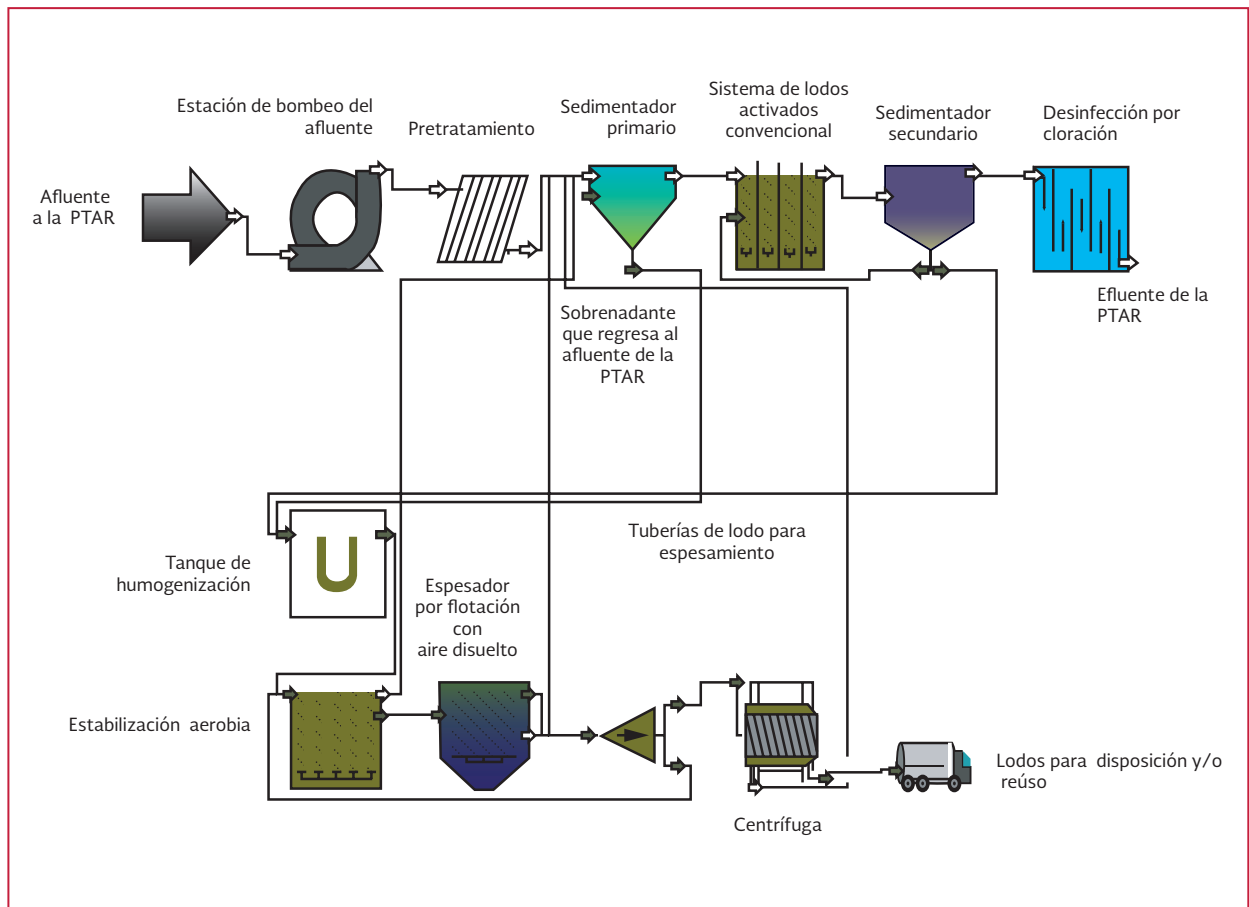 Afluente
a la PTAR
Estación de bombeo del
afluente
Pretratamiento
Sedimentador
primario
Sistema de lodos
activados
convencional
Sedimentador
secundario
Desinfección por
cloración
Efluente de la
PTAR
Sobrenadante
que regresa al
afluente de la
PTAR
Tanque de
humogenización
U
Tuberías de lodo para
espesamiento
Espesador
por flotación
con
aire disuelto
Estabilización aerobia
Centrífuga
Lodos para disposición y/o
reúso